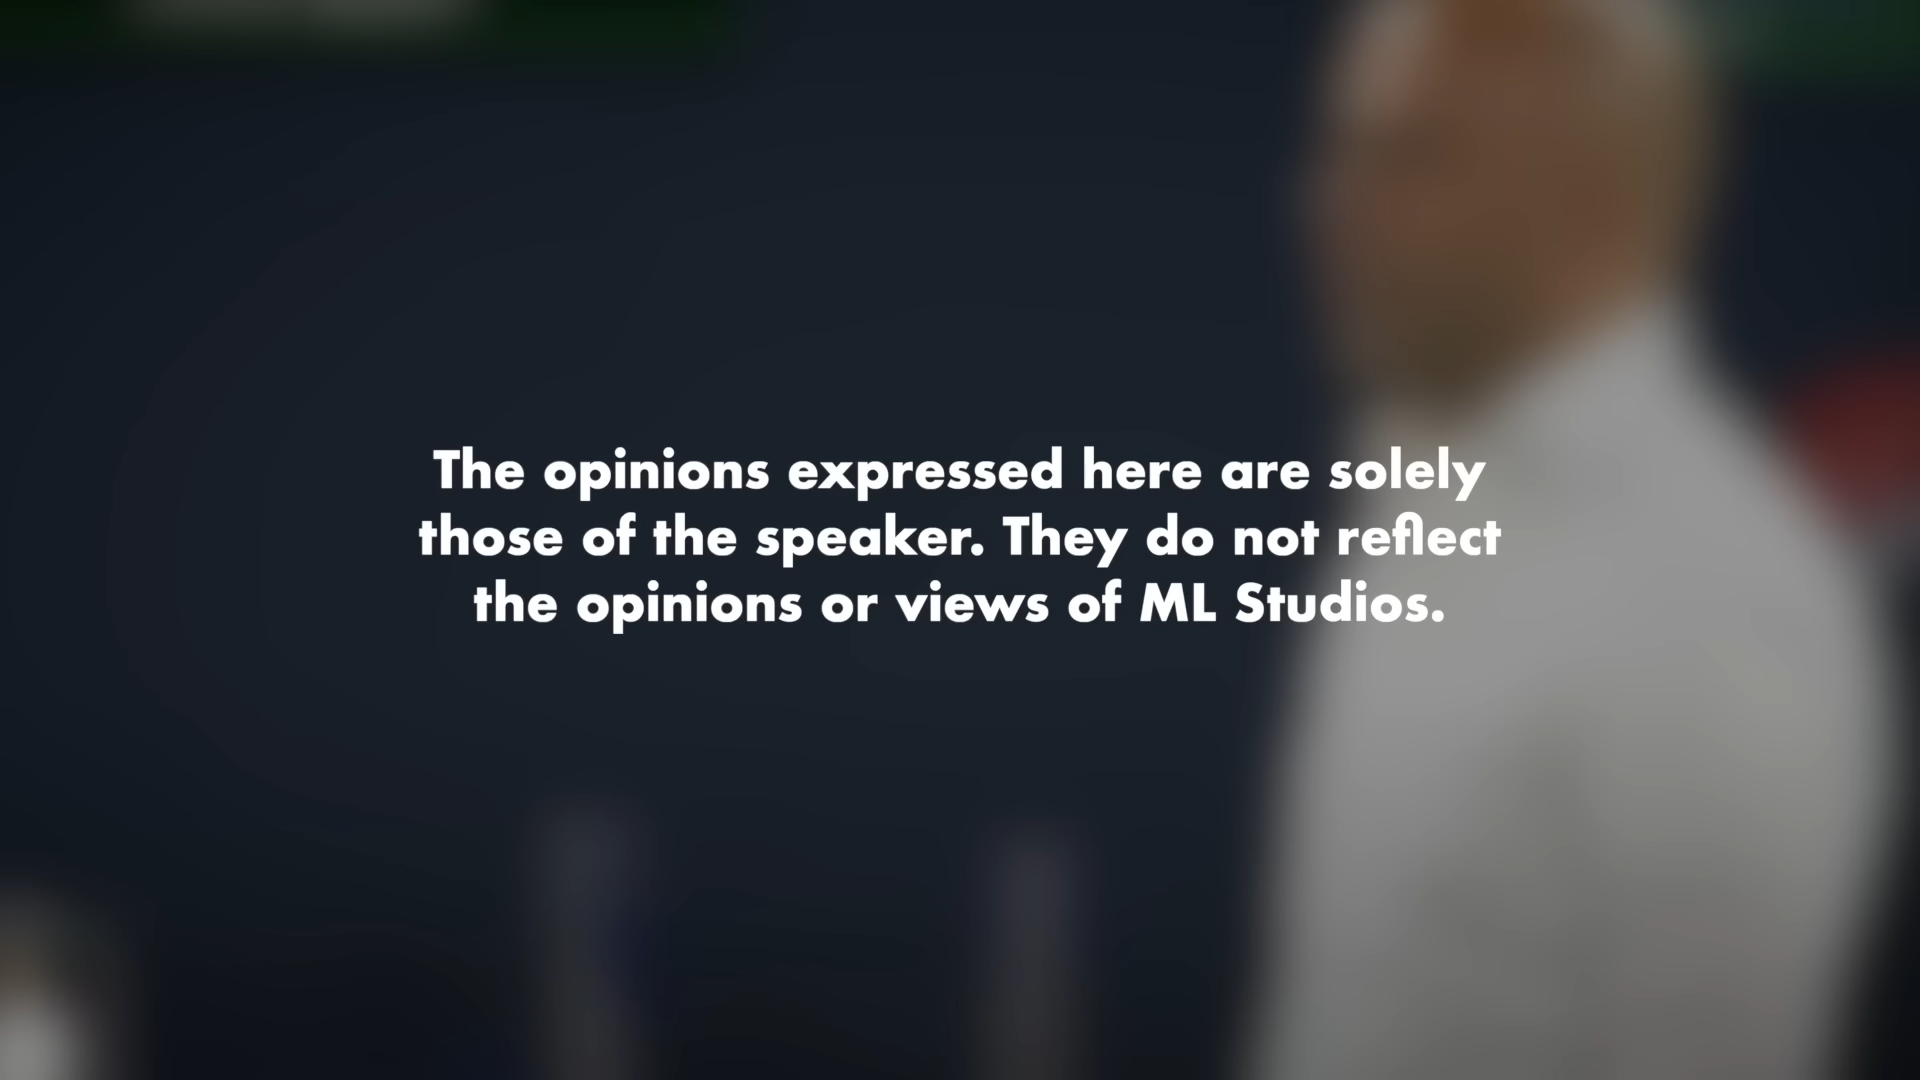 The opinions expressed here are solely
those of the speaker. They do not reflect
the opinions or views of ML Studios.